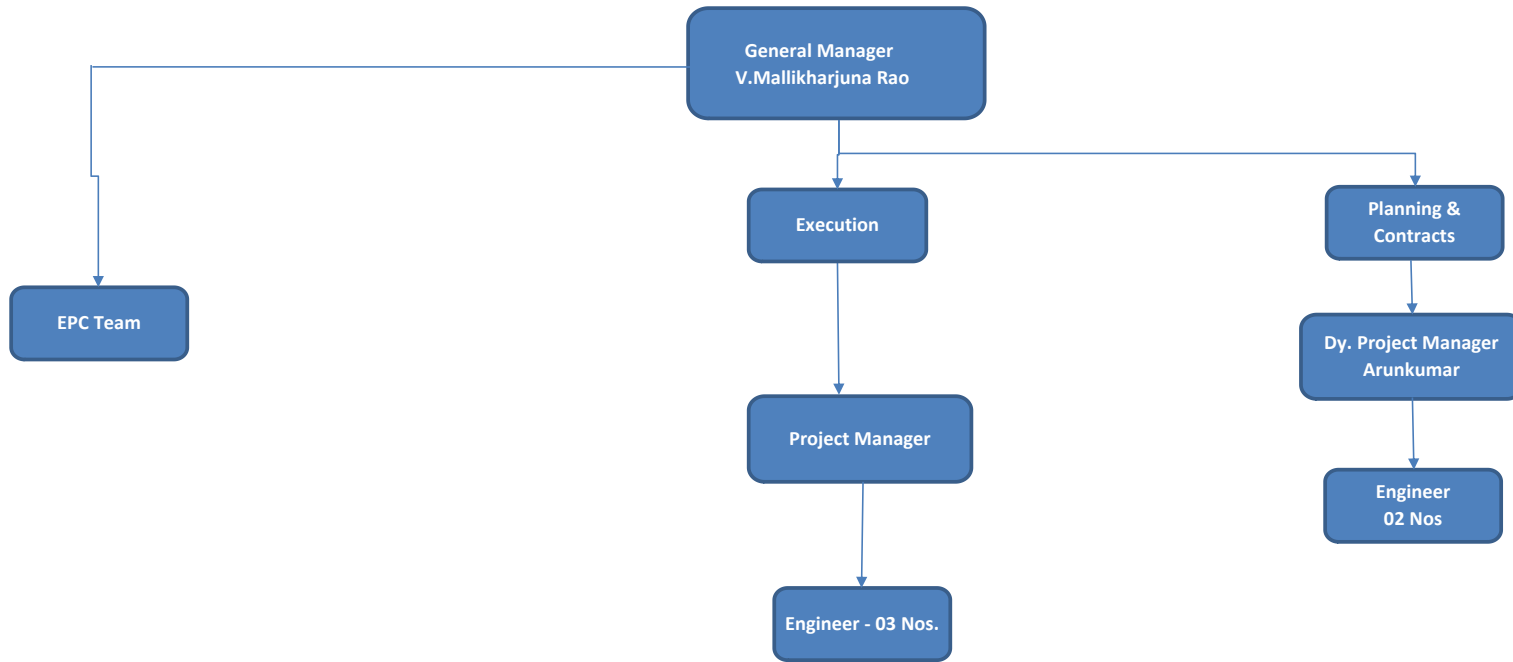 General Manager
V.Mallikharjuna Rao
Execution
Planning &
Contracts
EPC Team
Dy. Project Manager
Arunkumar
Project Manager
Engineer
02 Nos
Engineer - 03 Nos.